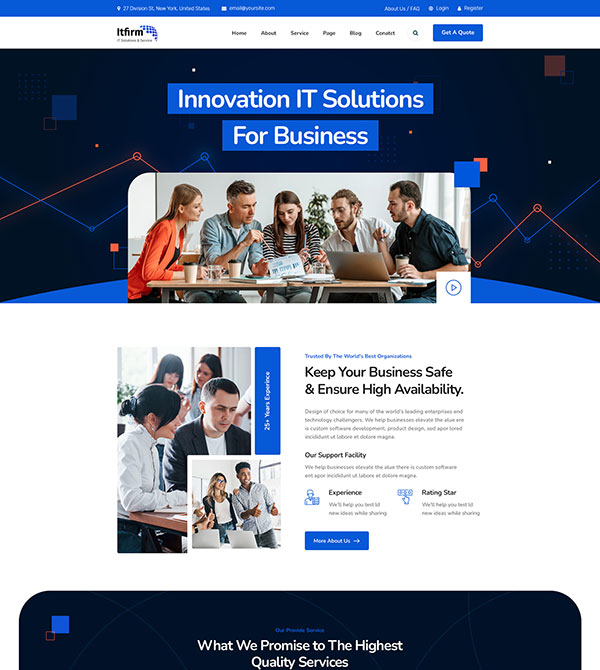 27 Division St, New York, United States
email@yoursite.com
About Us / FAQ
Login
Register
Itfirm
IT Solutions & Service
Home
About
Service
Page
Blog
Conatct
Get A Quote
Innovation IT Solutions
For Business
25+ Years Experince
Trusted By The World's Best Organizations
Keep Your Business Safe
& Ensure High Availability.
Design of choice for many of the world's leading enterprises and
technology challengers. We help businesses elevate the alue ere
is custom software development, product design, sed apor lored
incididunt ut labore et dolore magna.
Our Support Facility
We help businesses elevate the alue there is custom software
ent apor incididunt ut labore et dolore magna.
Experience
We'll help you test Id
new ideas while sharing
Rating Star
We'll help you test Id
new ideas while sharing
More About Us
Our Provide Service
What We Promise to The Highest
Quality Services